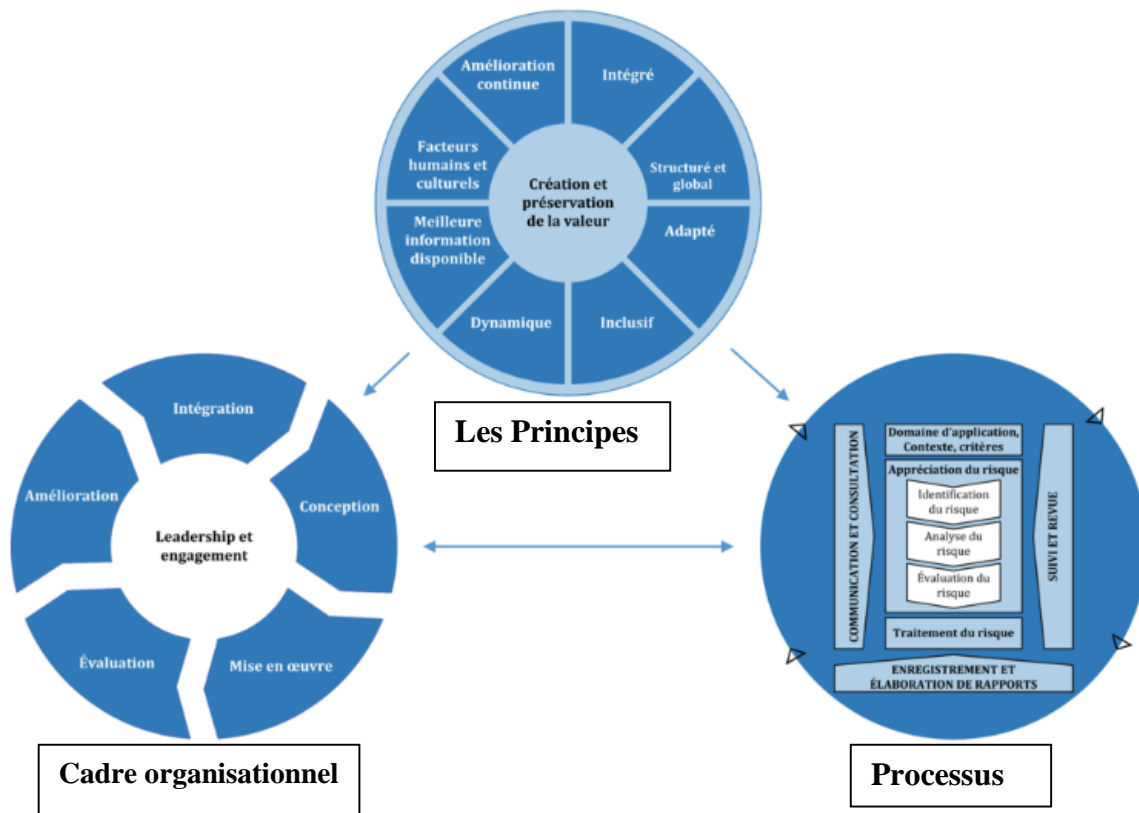 Amélioration
continue
Intégré
Facteurs
humains et
culturels
Structuré et
global
Création et
préservation
de la valeur
Meilleure
information
disponible
Adapté
Dynamique
Inclusif
Les Principes
Intégration
Amélioration
Conception
Leadership et
engagement
Évaluation
Mise en œuvre
Cadre organisationnel
Domaine d'application,
Contexte, critères
Appréciation du risque
Identification
du risque
Analyse du
risque
Évaluation du
risque
COMMUNICATION ET CONSULTATION
SUIVI ET REVUE
Traitement du risque
ENREGISTREMENT ET
ÉLABORATION DE RAPPORTS
Processus